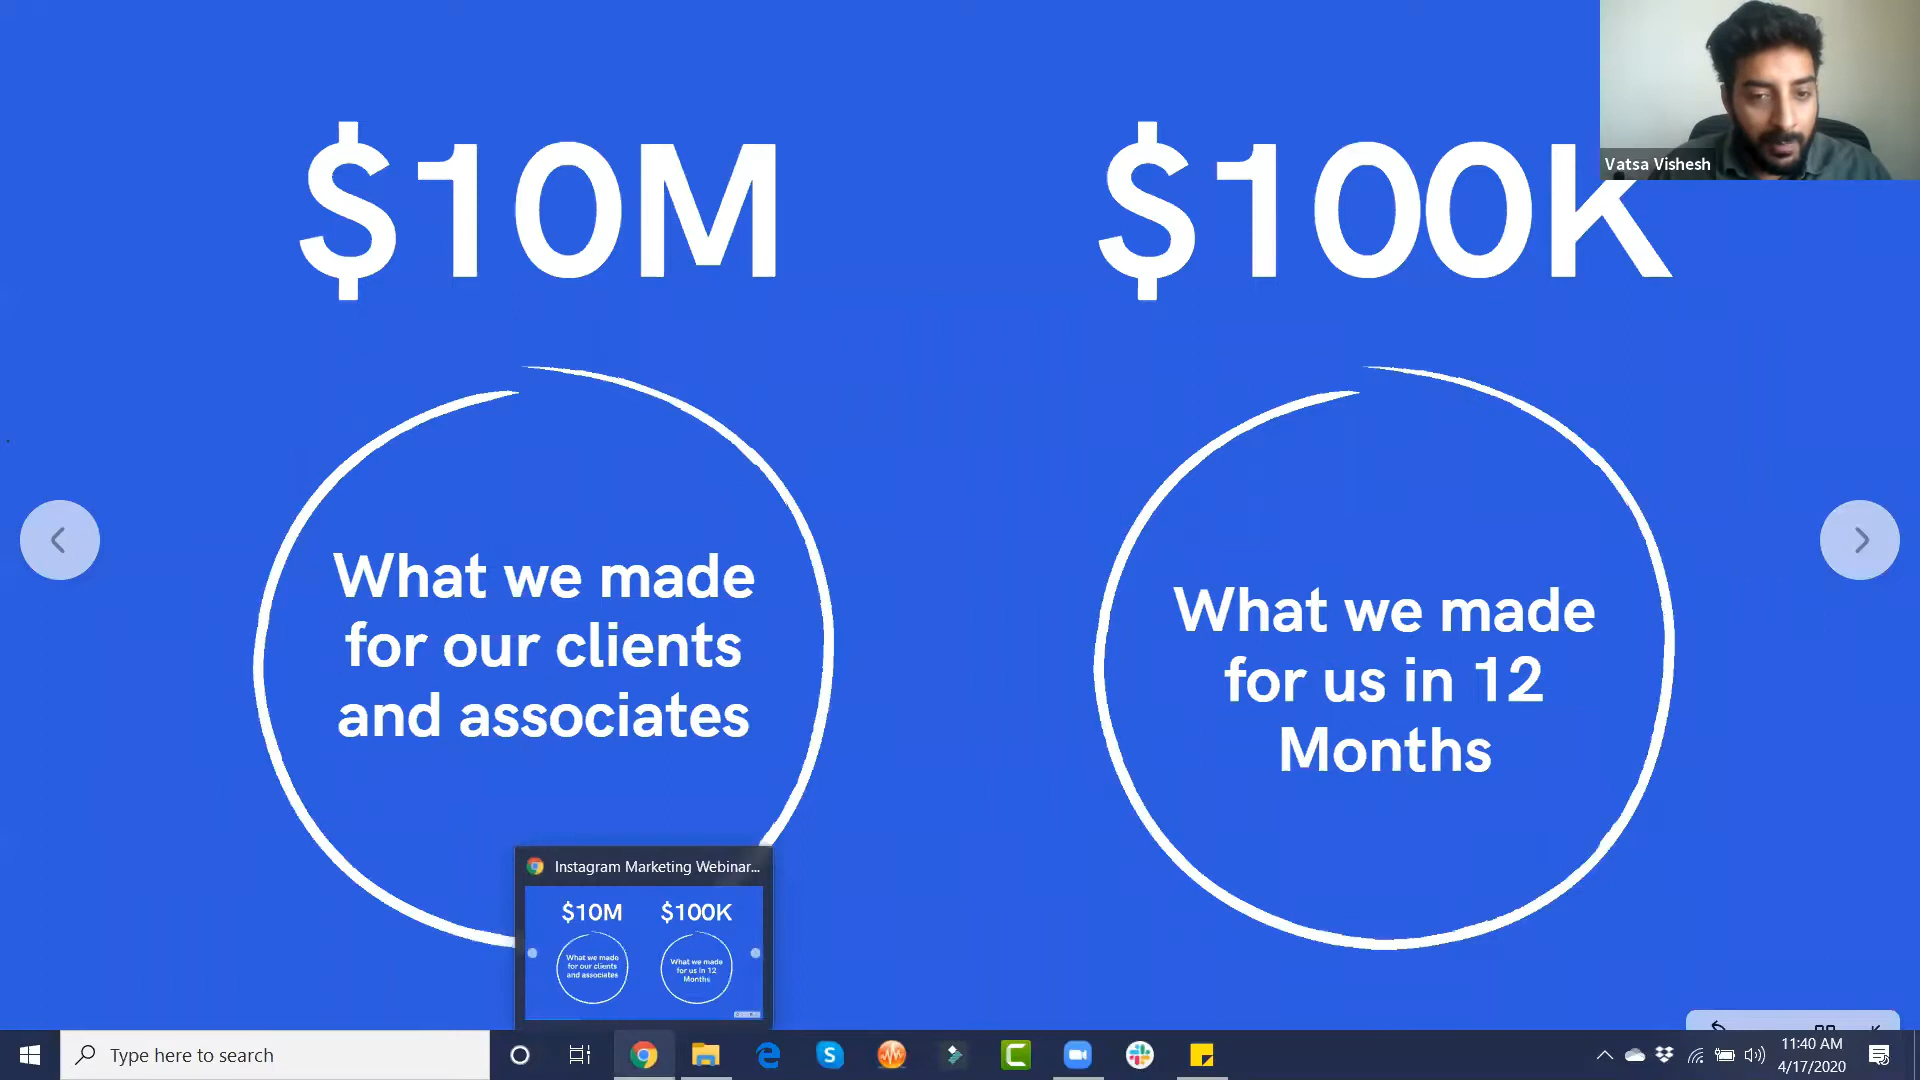 $10M
$100K
Vatsa Vishesh
What we made
for our clients
and associates
What we made
for us in 12
Months
Instagram Marketing Webinar...
$10M
$100K
What we made
for our clients
and associates
What we made
for us in 12
Months
Type here to search
11:40 AM
4/17/2020